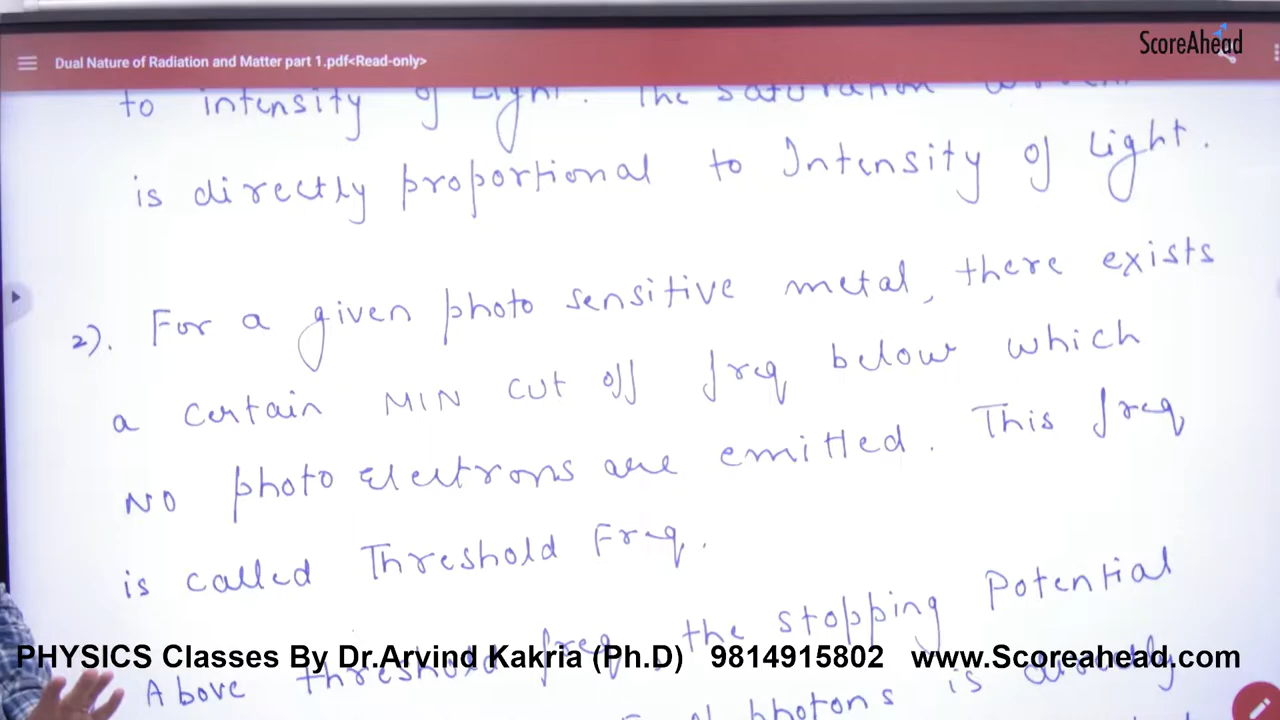 ScoreAhead
Dual Nature of Radiation and Matter part 1.pdf<Read-only>
to intensity of Light. The saturation
is directly proportional to Intensity of Light.
2). For a given photo sensitive metal, there exists
a certain MIN cut off freq below which
NO photo Electrons are emitted. This freq
is called Threshold Freq.
Above threshold freq, the stopping Potential
PHYSICS Classes By Dr.Arvind Kakria (Ph.D) 9814915802 www.Scoreahead.com
photons is directly